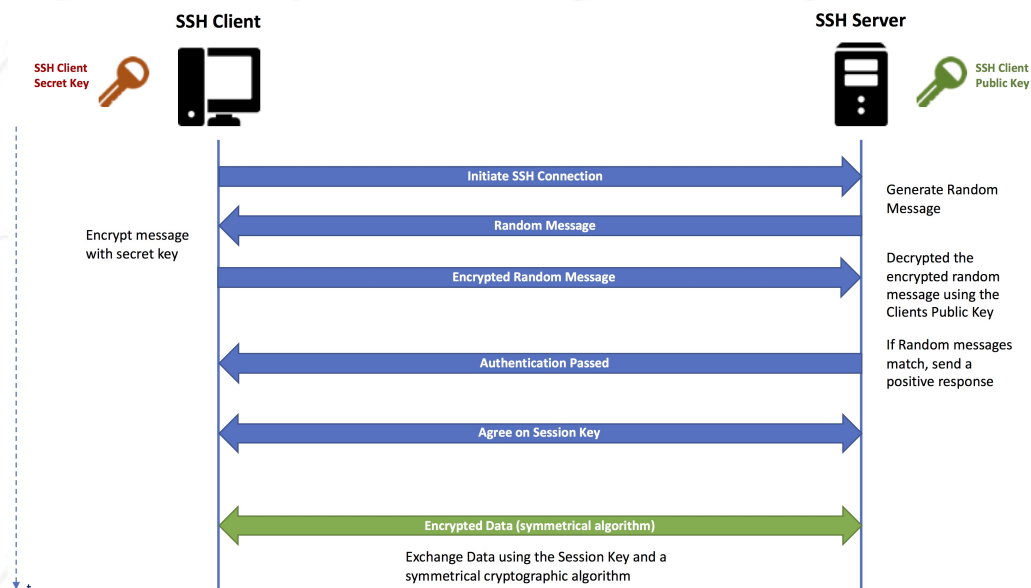 SSH Client
SSH Server
SSH Client
Secret Key
SSH Client
Public Key
Initiate SSH Connection
Generate Random
Message
Random Message
Encrypt message
with secret key
Decrypted the
encrypted random
message using the
Clients Public Key
Encrypted Random Message
If Random messages
match, send a
positive response
Authentication Passed
Agree on Session Key
Encrypted Data (symmetrical algorithm)
Exchange Data using the Session Key and a
symmetrical cryptographic algorithm
t